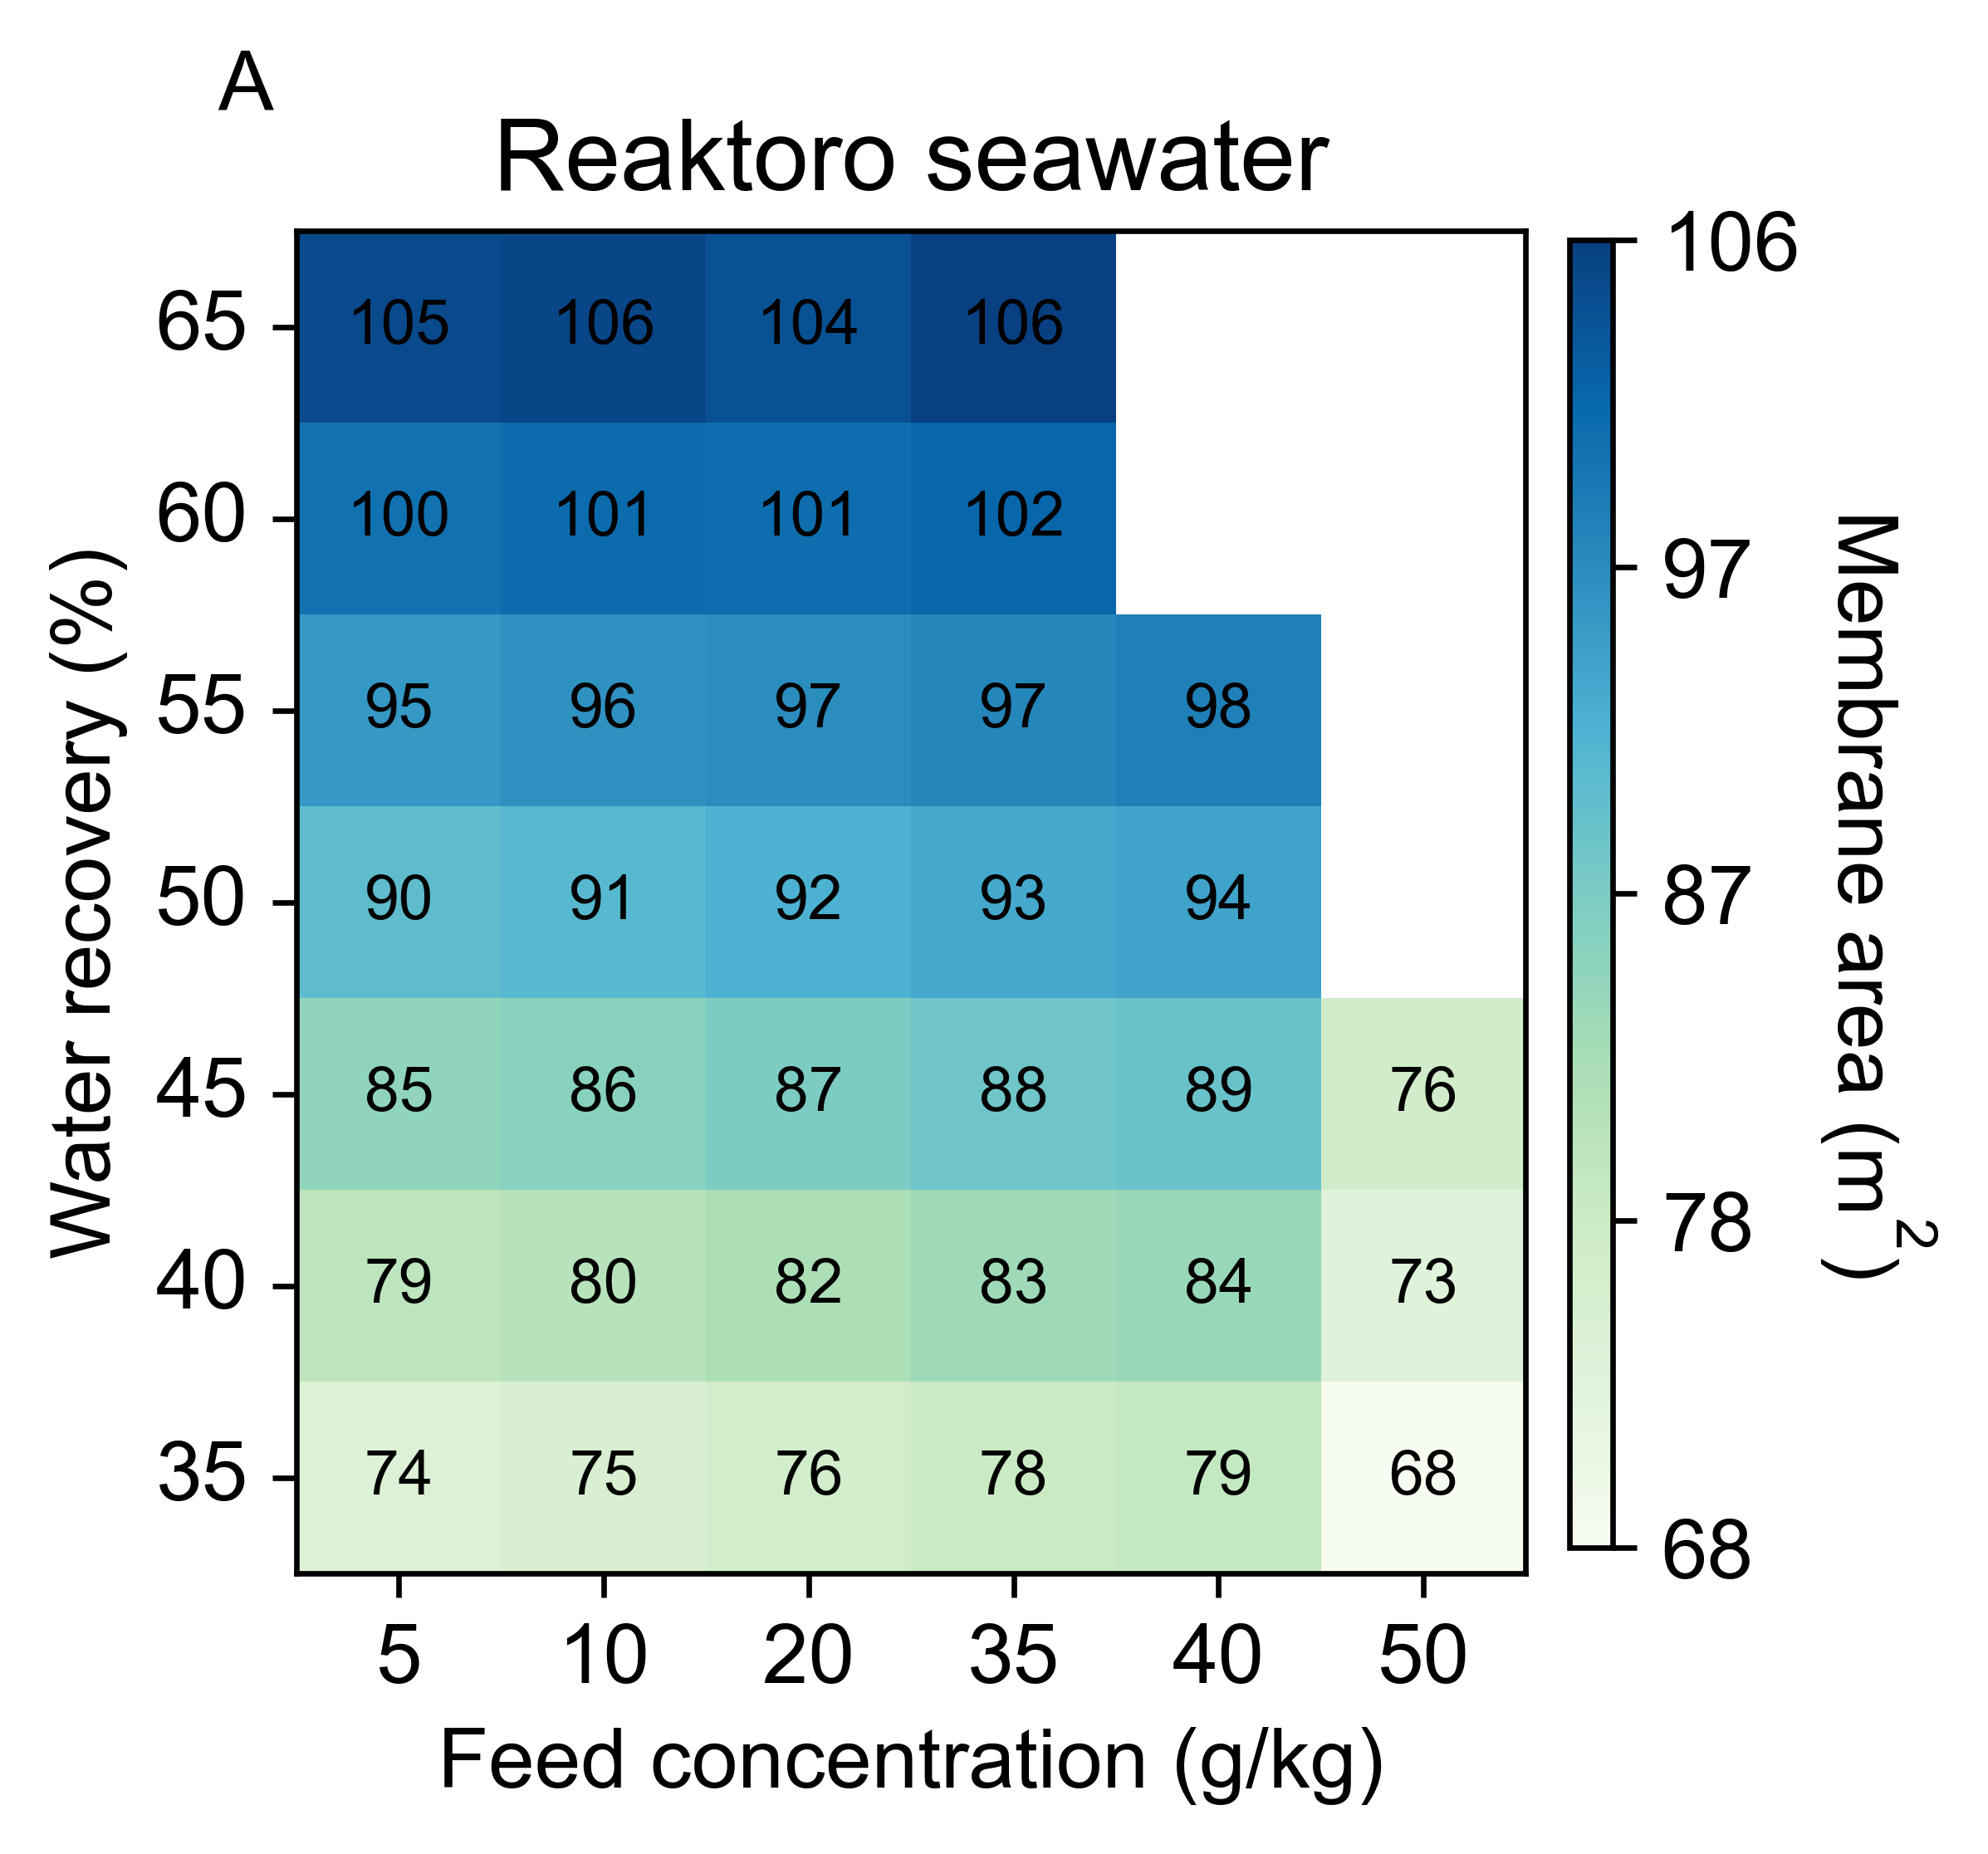 A
Reaktoro seawater
65 105 106 104 106
60 100 101 101 102
55 95 96 97 97 98
50 90 91 92 93 94
45 85 86 87 88 89 76
40 79 80 82 83 84 73
35 74 75 76 78 79 68
5 10 20 35 40 50
Feed concentration (g/kg)
Water recovery (%)
106
97
87
78
68
Membrane area (m²)